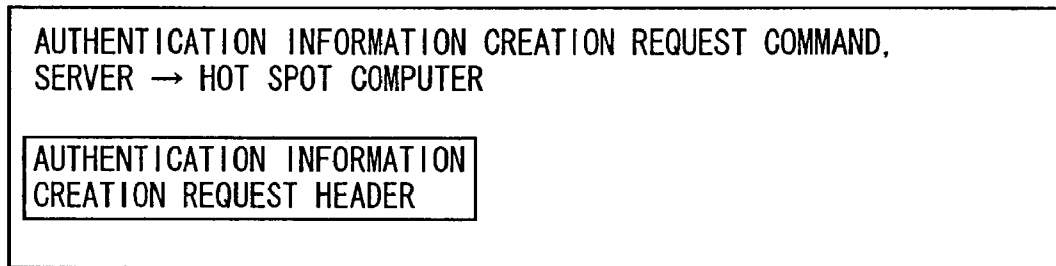 AUTHENTICATION INFORMATION CREATION REQUEST COMMAND,
SERVER → HOT SPOT COMPUTER
AUTHENTICATION INFORMATION
CREATION REQUEST HEADER